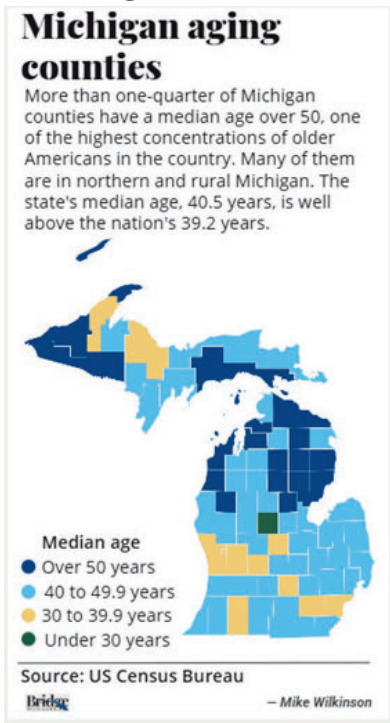 Michigan aging
counties
More than one-quarter of Michigan
counties have a median age over 50, one
of the highest concentrations of older
Americans in the country. Many of them
are in northern and rural Michigan. The
state's median age, 40.5 years, is well
above the nation's 39.2 years.
Median age
Over 50 years
40 to 49.9 years
30 to 39.9 years
Under 30 years
Source: US Census Bureau
Bridge
— Mike Wilkinson